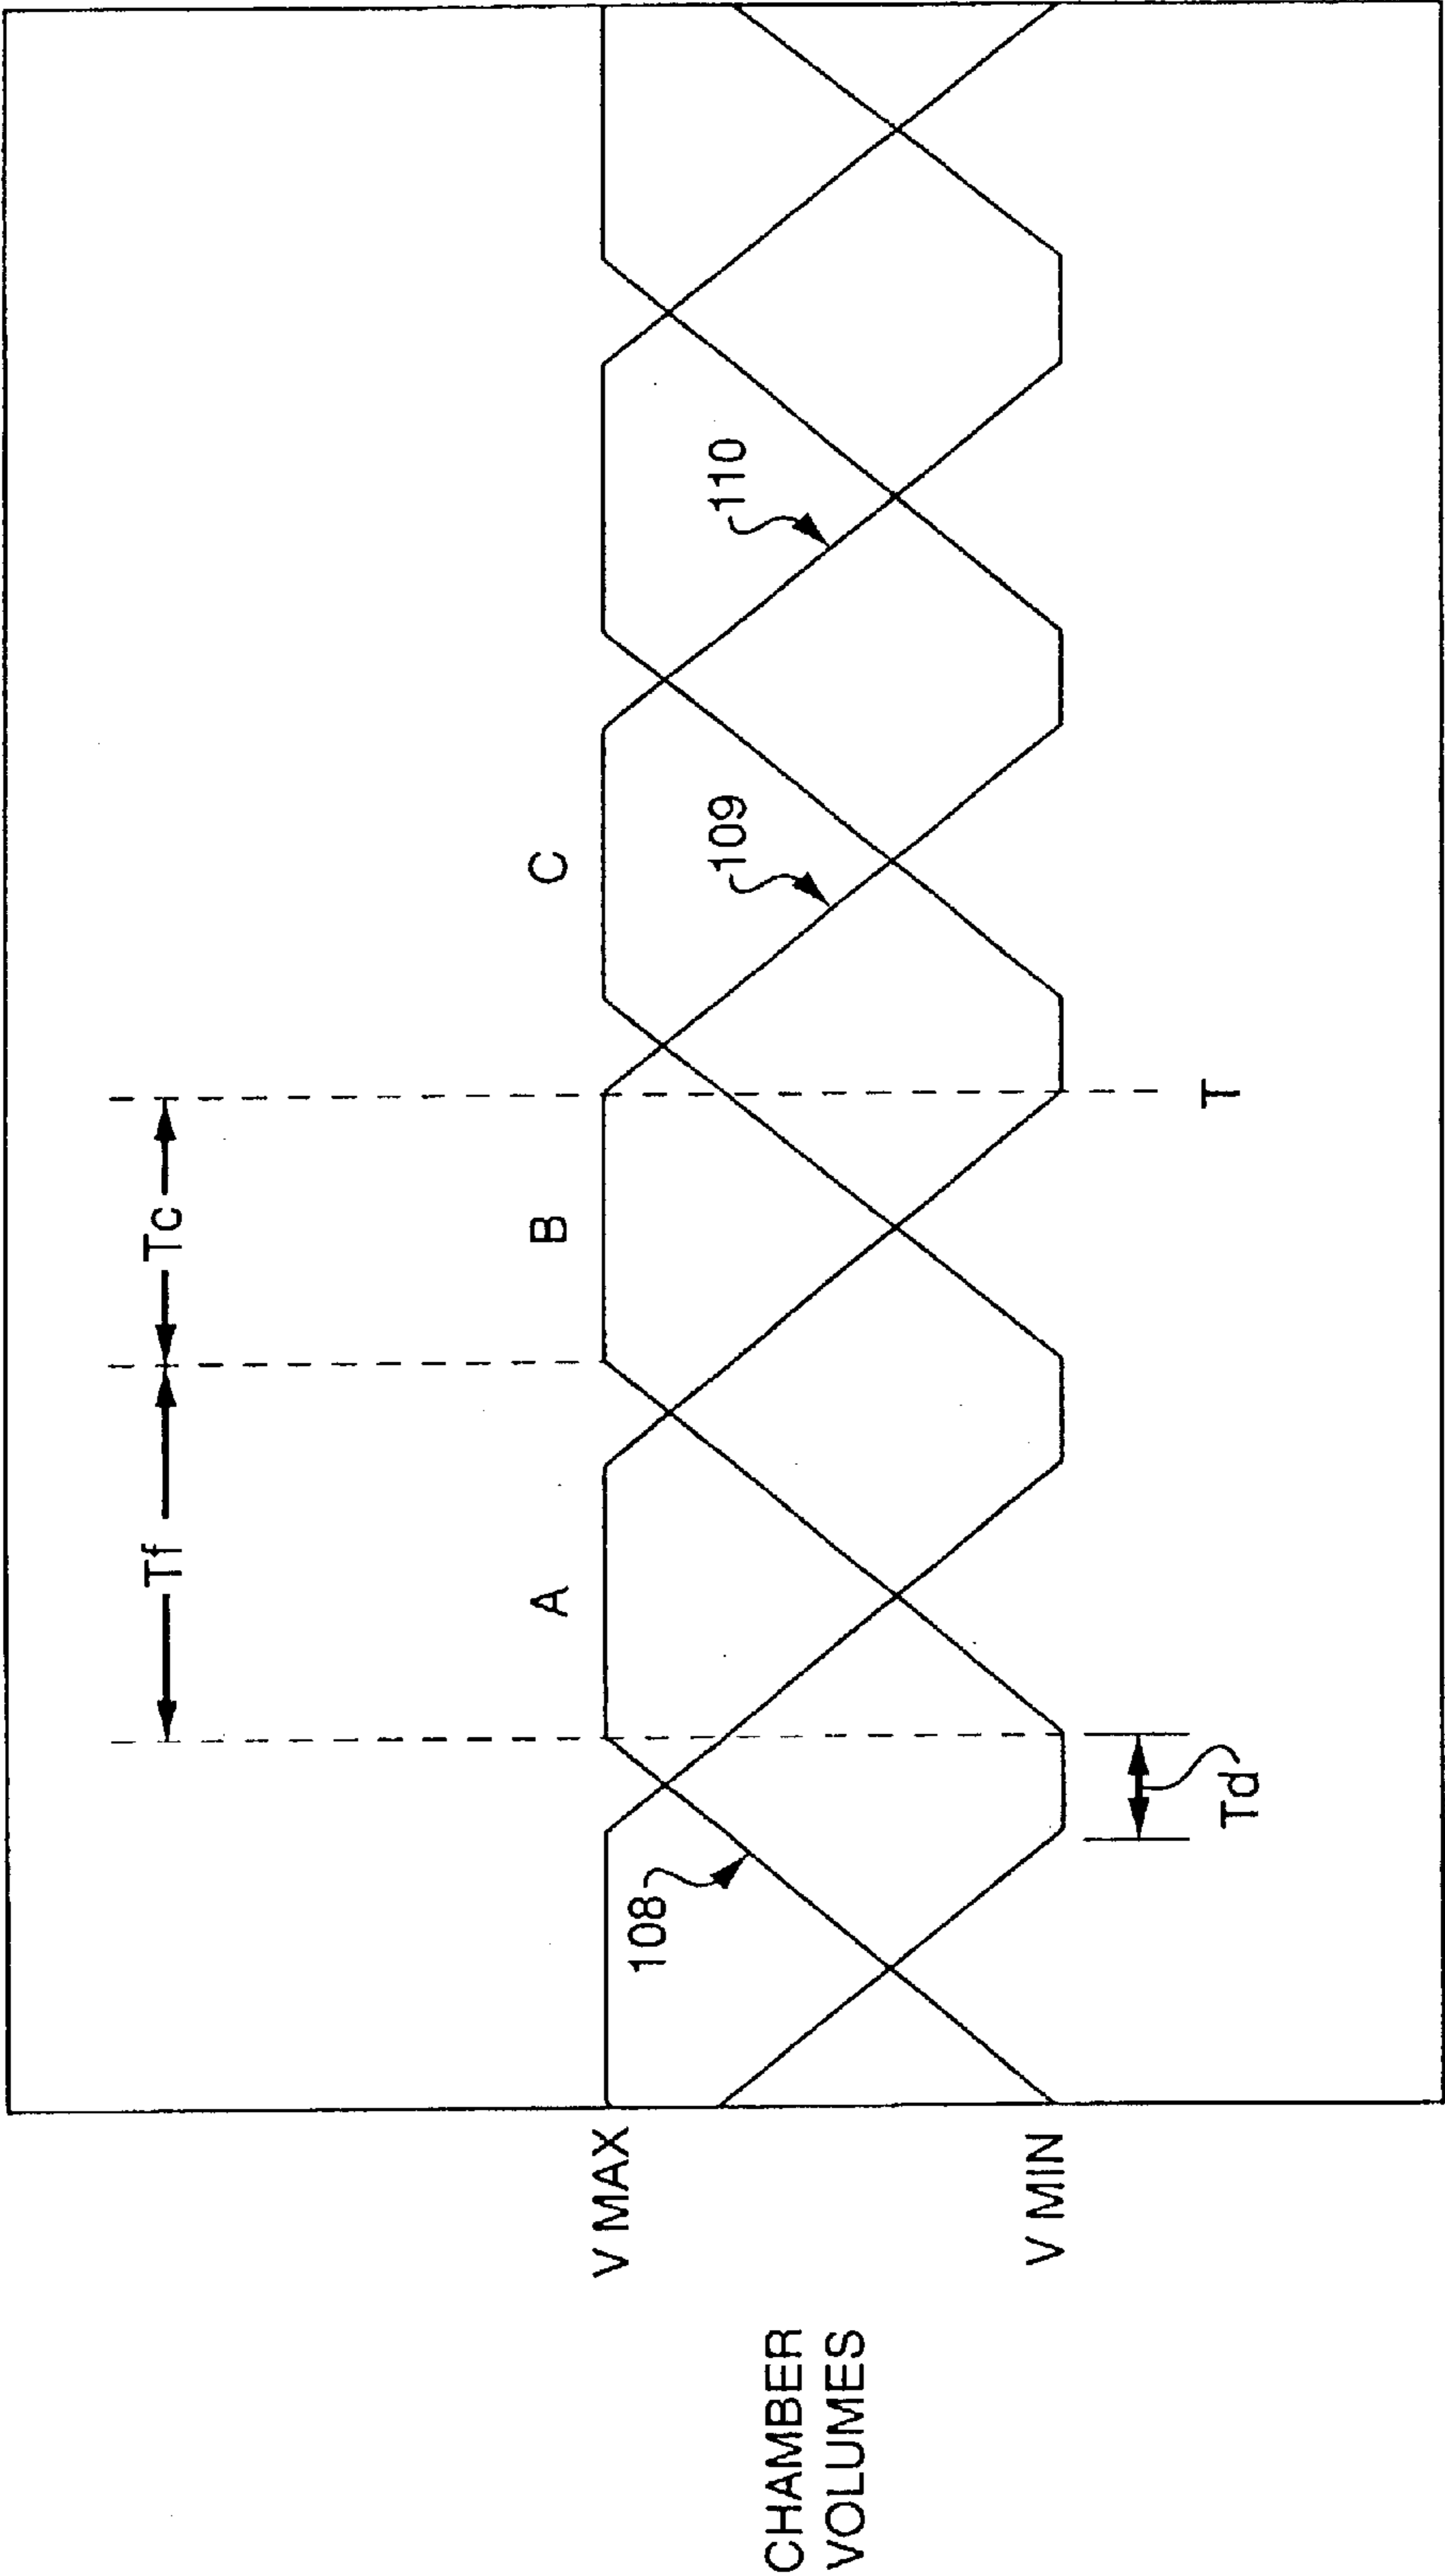 Tf
Tc
A
B
C
V MAX
108
109
110
CHAMBER
VOLUMES
V MIN
Td
T